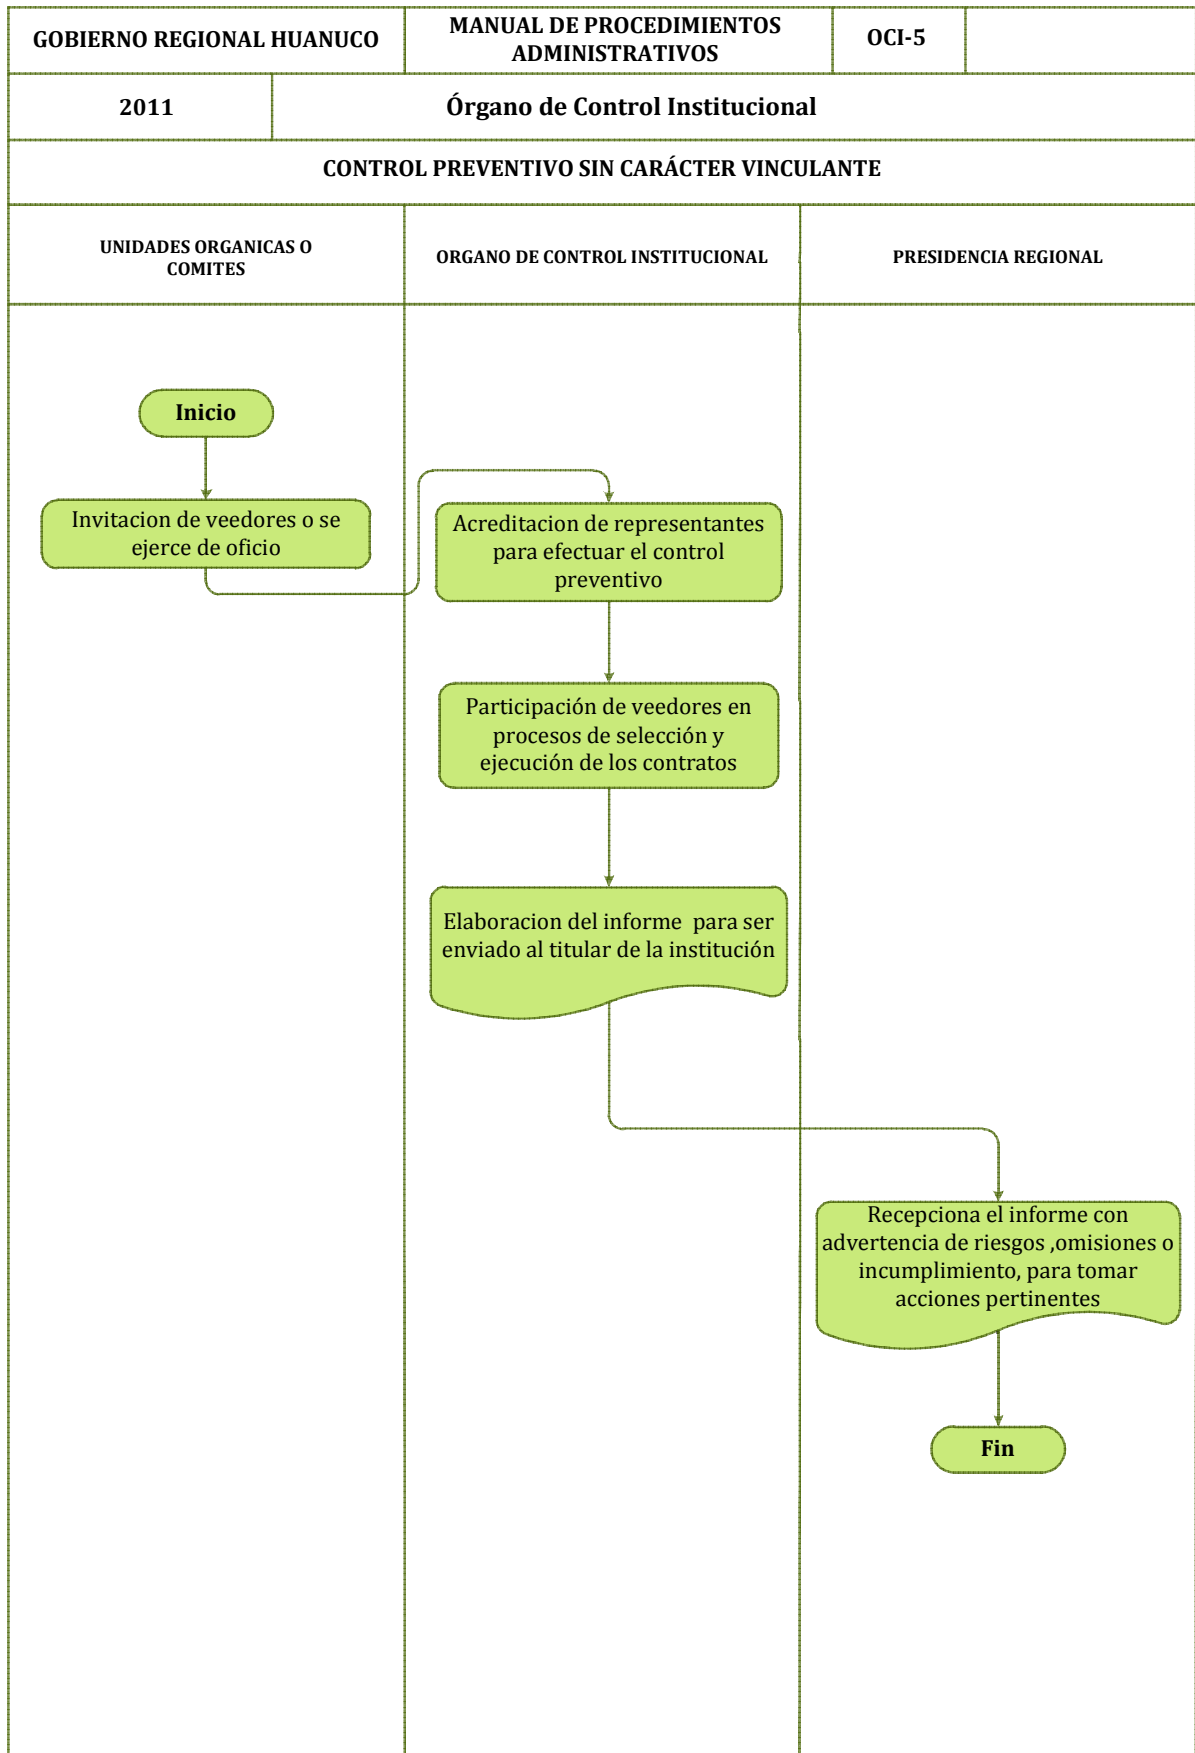 GOBIERNO REGIONAL HUANUCO
MANUAL DE PROCEDIMIENTOS
ADMINISTRATIVOS
OCI-5
2011
Órgano de Control Institucional
CONTROL PREVENTIVO SIN CARÁCTER VINCULANTE
UNIDADES ORGANICAS O
COMITES
ORGANO DE CONTROL INSTITUCIONAL
PRESIDENCIA REGIONAL
Inicio
Invitacion de veedores o se
ejerce de oficio
Acreditacion de representantes
para efectuar el control
preventivo
Participación de veedores en
procesos de selección y
ejecución de los contratos
Elaboracion del informe  para ser
enviado al titular de la institución
Recepciona el informe con
advertencia de riesgos ,omisiones o
incumplimiento, para tomar
acciones pertinentes
Fin